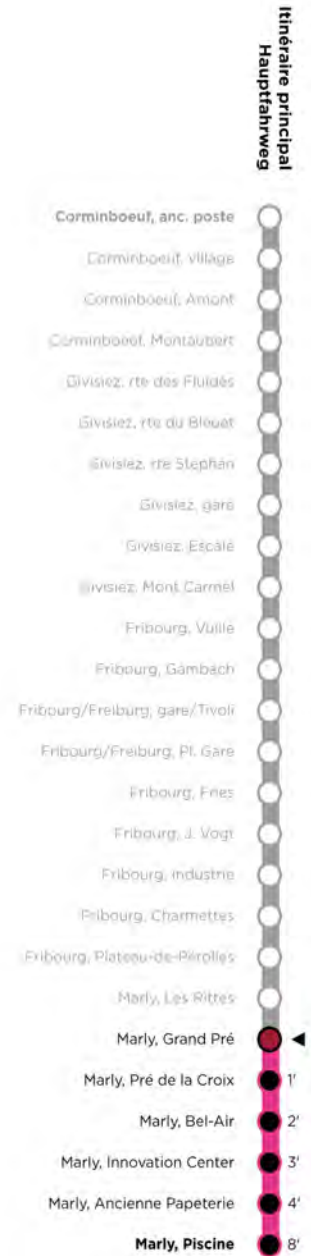 Itinéraire principal
Hauptfahrweg
Corminboeuf, anc. poste
Corminboeuf, Village
Corminboeuf, Amont
Corminboeuf, Montaubert
Givisiez, rte des Fluides
Givisiez, rte du Bleuet
Givisiez, rte Stephan
Givisiez, gare
Givisiez, Escale
Givisiez, Mont Carmel
Fribourg, Vuille
Fribourg, Gambach
Fribourg/Freiburg, gare/Tivoli
Fribourg/Freiburg, Pl. Gare
Fribourg, Fries
Fribourg, J. Vogt
Fribourg, Industrie
Fribourg, Charmettes
Fribourg, Plateau-de-Pérolles
Marly, Les Rittes
Marly, Grand Pré
Marly, Pré de la Croix 1'
Marly, Bel-Air 2'
Marly, Innovation Center 3'
Marly, Ancienne Papeterie 4'
Marly, Piscine 8'